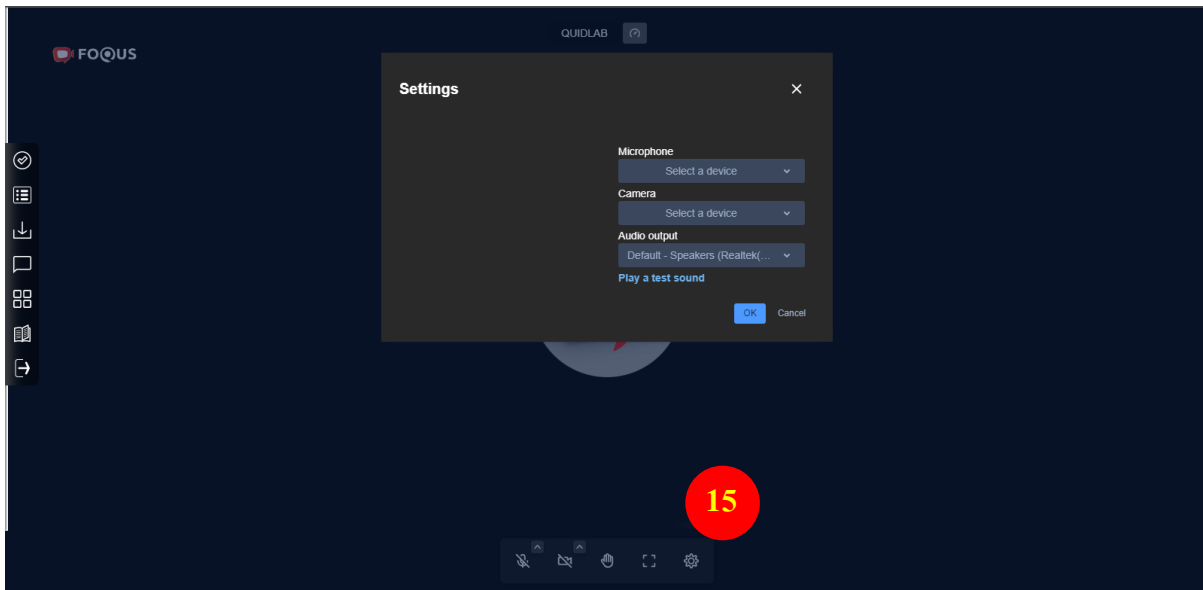 QUIDLAB
FOQUS
Settings
Microphone
Select a device
Camera
Select a device
Audio output
Default - Speakers (Realtek(...
Play a test sound
OK Cancel
15